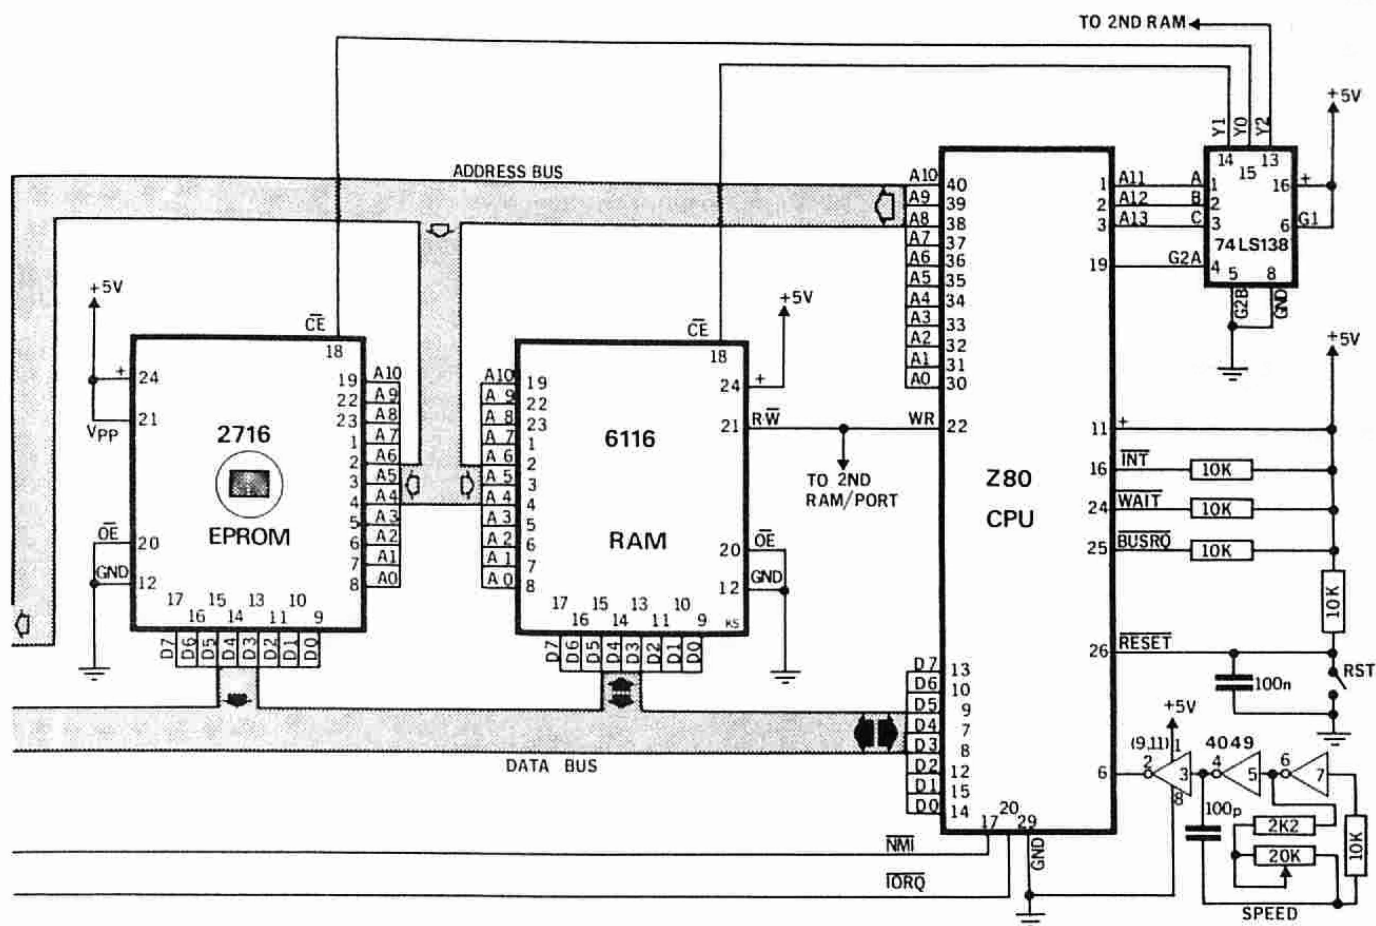 TO 2ND RAM
+5V
Y1 Y0 Y2
14 15 13
ADDRESS BUS
A10 40
A9 39
A8 38
A7 37
A6 36
A5 35
A4 34
A3 33
A2 32
A1 31
A0 30
1 A11 A 1
2 A12 B 2
3 A13 C 3
19 G2A 4
16 +
6 G1
74LS138
5 8
G2B GND
+5V
CE
18
+ 24
21
VPP
2716
EPROM
OE 20
GND 12
19 A10
22 A9
23 A8
1 A7
2 A6
3 A5
4 A4
5 A3
6 A2
7 A1
8 A0
17 16 15 14 13 11 10 9
D7 D6 D5 D4 D3 D2 D1 D0
CE
18
+5V
24 +
21 R/W
6116
RAM
A10 19
A9 22
A8 23
A7 1
A6 2
A5 3
A4 4
A3 5
A2 6
A1 7
A0 8
20 OE
12 GND
KS
17 16 15 14 13 11 10 9
D7 D6 D5 D4 D3 D2 D1 D0
WR 22
TO 2ND
RAM/PORT
Z80
CPU
+5V
11 +
16 INT 10K
24 WAIT 10K
25 BUSRQ 10K
10K
26 RESET
100n
RST
D7 13
D6 10
D5 9
D4 7
D3 8
D2 12
D1 15
D0 14
DATA BUS
+5V
(9,11) 1
4049
6 2 3 4 5 6 7
8
100p
2K2
20K
10K
SPEED
17 20 29
NMI
IORQ
GND